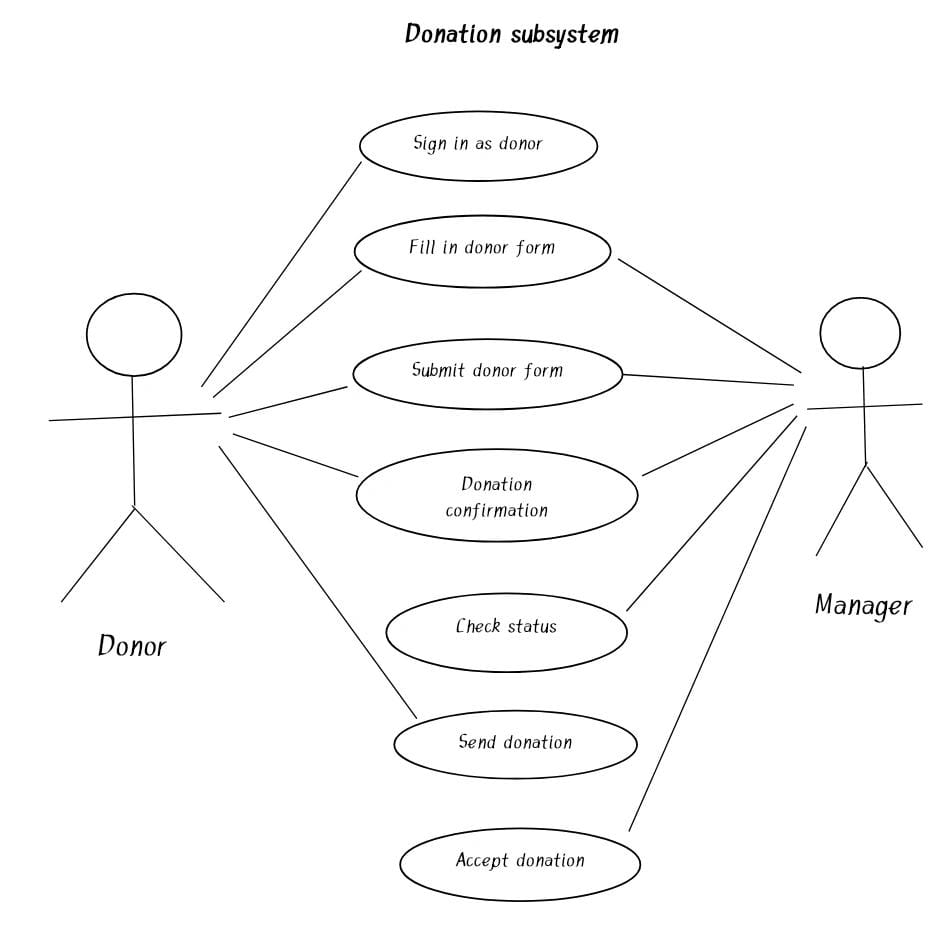 Donation subsystem
Sign in as donor
Fill in donor form
Submit donor form
Donation
confirmation
Check status
Send donation
Accept donation
Donor
Manager